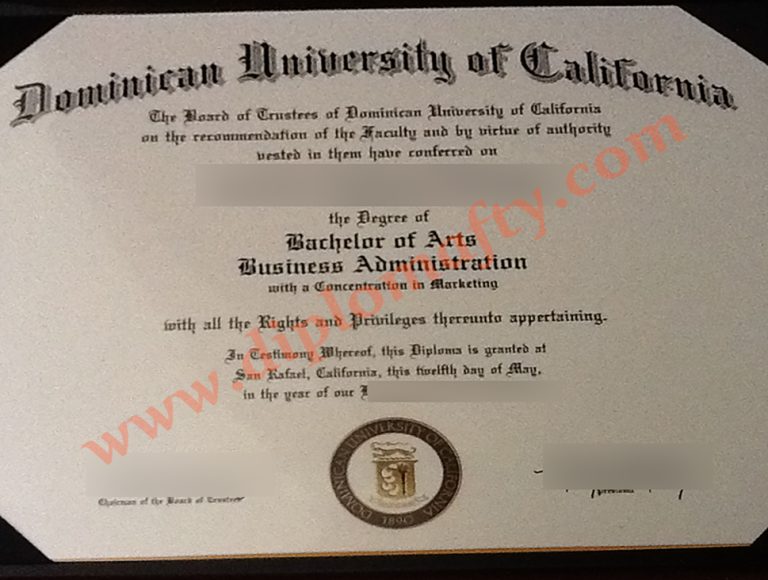 Dominican University of California
The Board of Trustees of Dominican University of California
on the recommendation of the Faculty and by virtue of authority
vested in them have conferred on
the Degree of
Bachelor of Arts
Business Administration
with a Concentration in Marketing
with all the Rights and Privileges thereunto appertaining.
In Testimony Whereof, this Diploma is granted at
San Rafael, California, this twelfth day of May,
in the year of our
www.diplomafty.com
DOMINICAN UNIVERSITY OF CALIFORNIA
1890
Chairman of the Board of Trustees
President